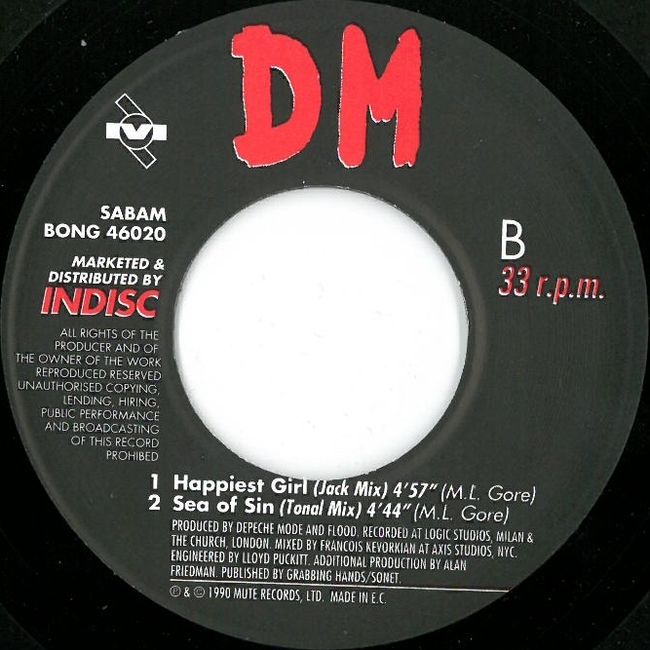 DM
SABAM
BONG 46020
MARKETED &
DISTRIBUTED BY
INDISC
ALL RIGHTS OF THE
PRODUCER AND OF
THE OWNER OF THE WORK
REPRODUCED RESERVED
UNAUTHORISED COPYING,
LENDING, HIRING,
PUBLIC PERFORMANCE
AND BROADCASTING
OF THIS RECORD
PROHIBED
B
33 r.p.m.
1 Happiest Girl (Jack Mix) 4'57" (M.L. Gore)
2 Sea of Sin (Tonal Mix) 4'44" (M.L. Gore)
PRODUCED BY DEPECHE MODE AND FLOOD. RECORDED AT LOGIC STUDIOS, MILAN &
THE CHURCH, LONDON. MIXED BY FRANCOIS KEVORKIAN AT AXIS STUDIOS, NYC.
ENGINEERED BY LLOYD PUCKITT. ADDITIONAL PRODUCTION BY ALAN
FRIEDMAN. PUBLISHED BY GRABBING HANDS/SONET.
℗ & © 1990 MUTE RECORDS, LTD. MADE IN E.C.